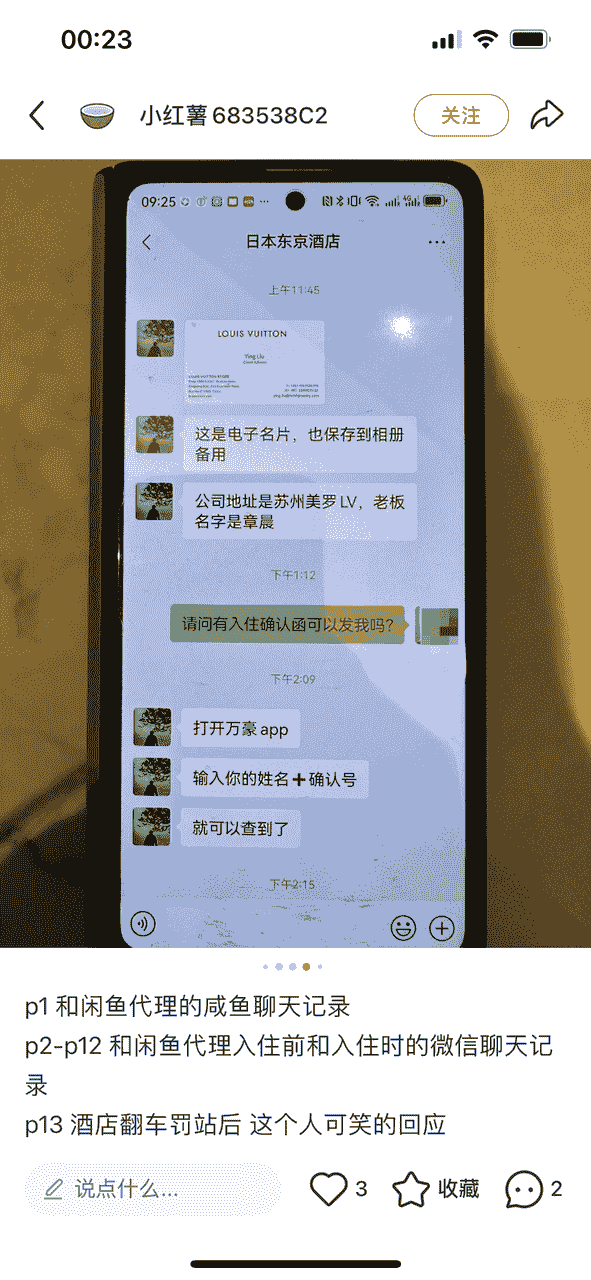 00:23
小红薯683538C2
关注
09:25
日本东京酒店
上午11:45
LOUIS VUITTON
Ying Liu
这是电子名片，也保存到相册
备用
公司地址是苏州美罗LV，老板
名字是章晨
下午1:12
请问有入住确认函可以发我吗？
下午2:09
打开万豪app
输入你的姓名➕确认号
就可以查到了
下午2:15
p1 和闲鱼代理的咸鱼聊天记录
p2-p12 和闲鱼代理入住前和入住时的微信聊天记
录
p13 酒店翻车罚站后 这个人可笑的回应
说点什么...
3
收藏
2